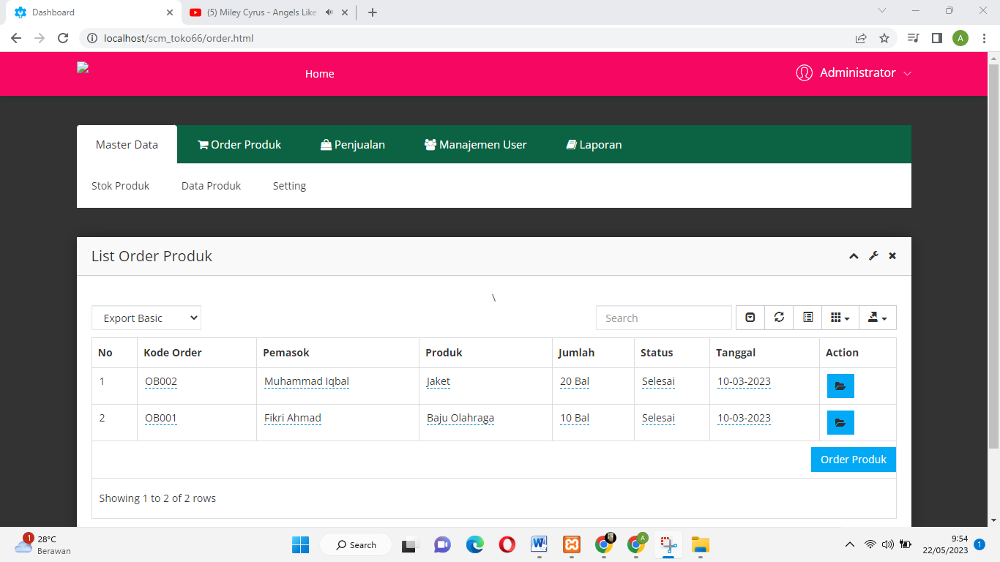 Dashboard
(5) Miley Cyrus - Angels Like
localhost/scm_toko66/order.html
A
Home
Administrator
Master Data
Order Produk
Penjualan
Manajemen User
Laporan
Stok Produk
Data Produk
Setting
List Order Produk
\
Export Basic
Search
No Kode Order Pemasok Produk Jumlah Status Tanggal Action
1 OB002 Muhammad Iqbal Jaket 20 Bal Selesai 10-03-2023
2 OB001 Fikri Ahmad Baju Olahraga 10 Bal Selesai 10-03-2023
Order Produk
Showing 1 to 2 of 2 rows
1
28°C
Berawan
Search
W
A
9:54
22/05/2023
1